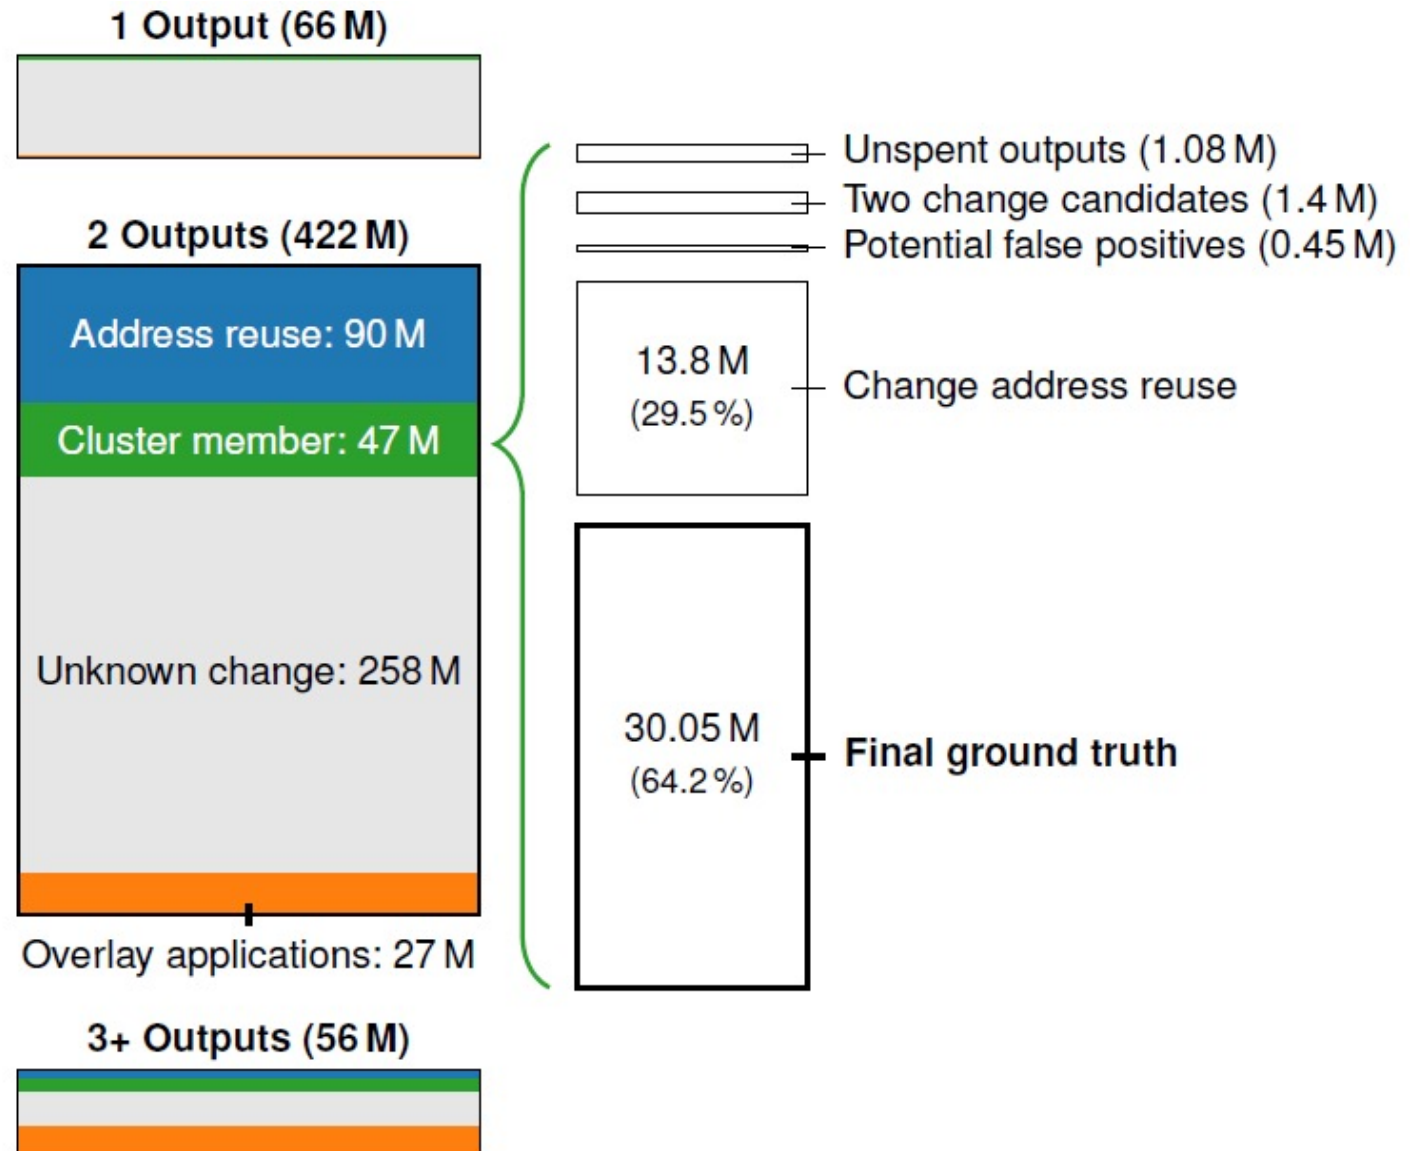 1 Output (66 M)
2 Outputs (422 M)
Address reuse: 90 M
Cluster member: 47 M
Unknown change: 258 M
Overlay applications: 27 M
3+ Outputs (56 M)
Unspent outputs (1.08 M)
Two change candidates (1.4 M)
Potential false positives (0.45 M)
13.8 M
(29.5 %)
Change address reuse
30.05 M
(64.2 %)
Final ground truth